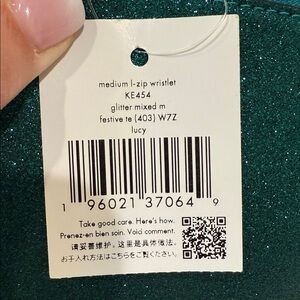 medium l-zip wristlet
KE454
glitter mixed m
festive te (403) W7Z
lucy
1 96021 37064 9
Take good care. Here's how.
Prenez-en bien soin. Voici comment.
请妥善维护。这里是具体做法。
お手入れ方法はこちらをご覧ください。